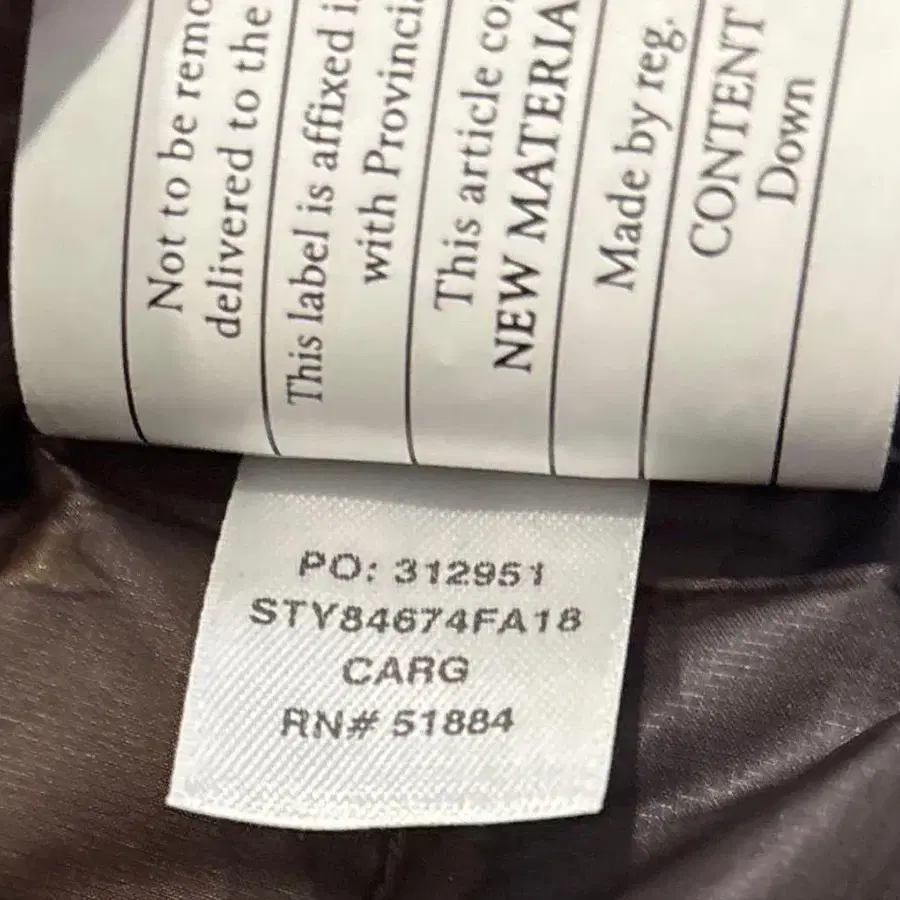 Not to be remo
delivered to the
This label is affixed i
with Provinci
This article co
NEW MATERIA
Made by reg.
CONTENT
Down
PO: 312951
STY84674FA18
CARG
RN# 51884